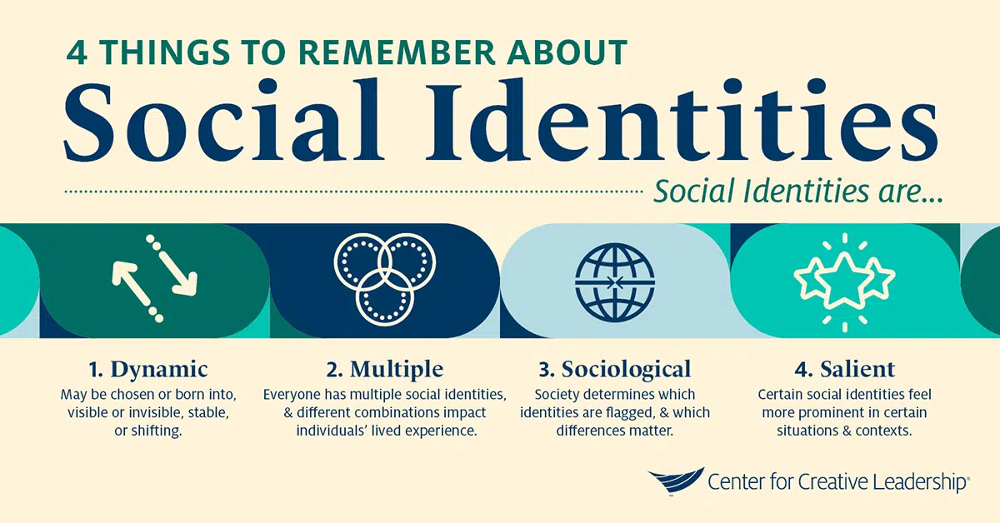 4 THINGS TO REMEMBER ABOUT
Social Identities
Social Identities are...
1. Dynamic
May be chosen or born into,
visible or invisible, stable,
or shifting.
2. Multiple
Everyone has multiple social identities,
& different combinations impact
individuals’ lived experience.
3. Sociological
Society determines which
identities are flagged, & which
differences matter.
4. Salient
Certain social identities feel
more prominent in certain
situations & contexts.
Center for Creative Leadership®